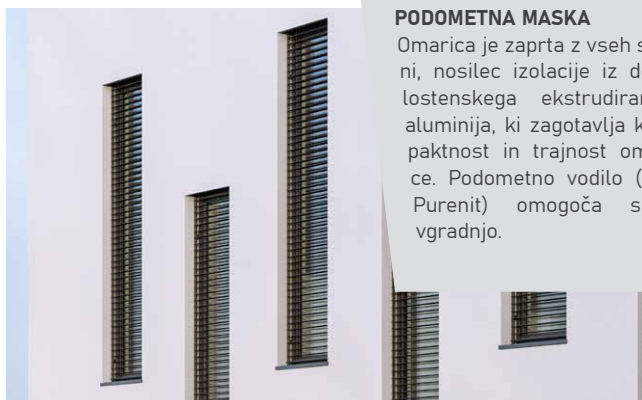 PODOMETNA MASKA
Omarica je zaprta z vseh
ni, nosilec izolacije iz
lostenskega ekstrudiran
aluminija, ki zagotavlja
paktnost in trajnost
ce. Podometno vodilo
Purenit) omogoča
vgradnjo.